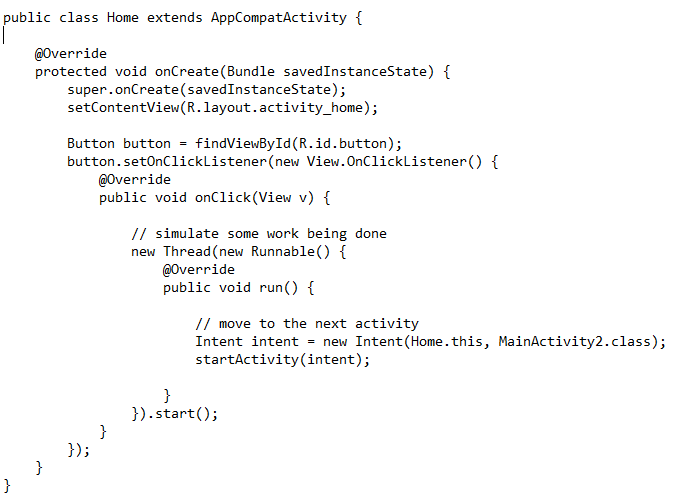 public class Home extends AppCompatActivity {
@Override
protected void onCreate(Bundle savedInstanceState) {
super.onCreate(savedInstanceState);
setContentView(R.layout.activity_home);
Button button = findViewById(R.id.button);
button.setOnClickListener(new View.OnClickListener() {
@Override
public void onClick(View v) {
// simulate some work being done
new Thread(new Runnable() {
@Override
public void run() {
// move to the next activity
Intent intent = new Intent(Home.this, MainActivity2.class);
startActivity(intent);
}
}).start();
}
});
}
}